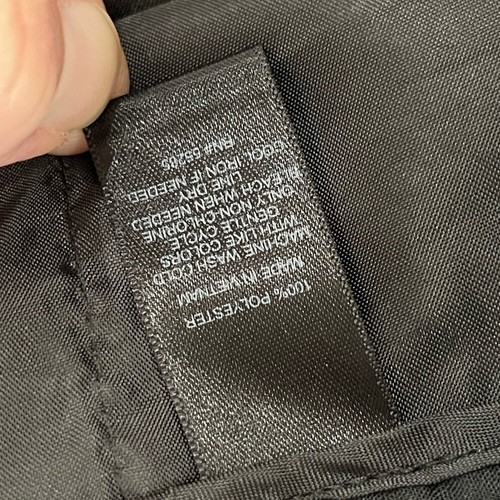 100% POLYESTER
MADE IN VIETNAM
MACHINE WASH COLD
WITH LIKE COLORS
GENTLE CYCLE
ONLY NON-CHLORINE
BLEACH WHEN NEEDED
LINE DRY
COOL IRON IF NEEDED